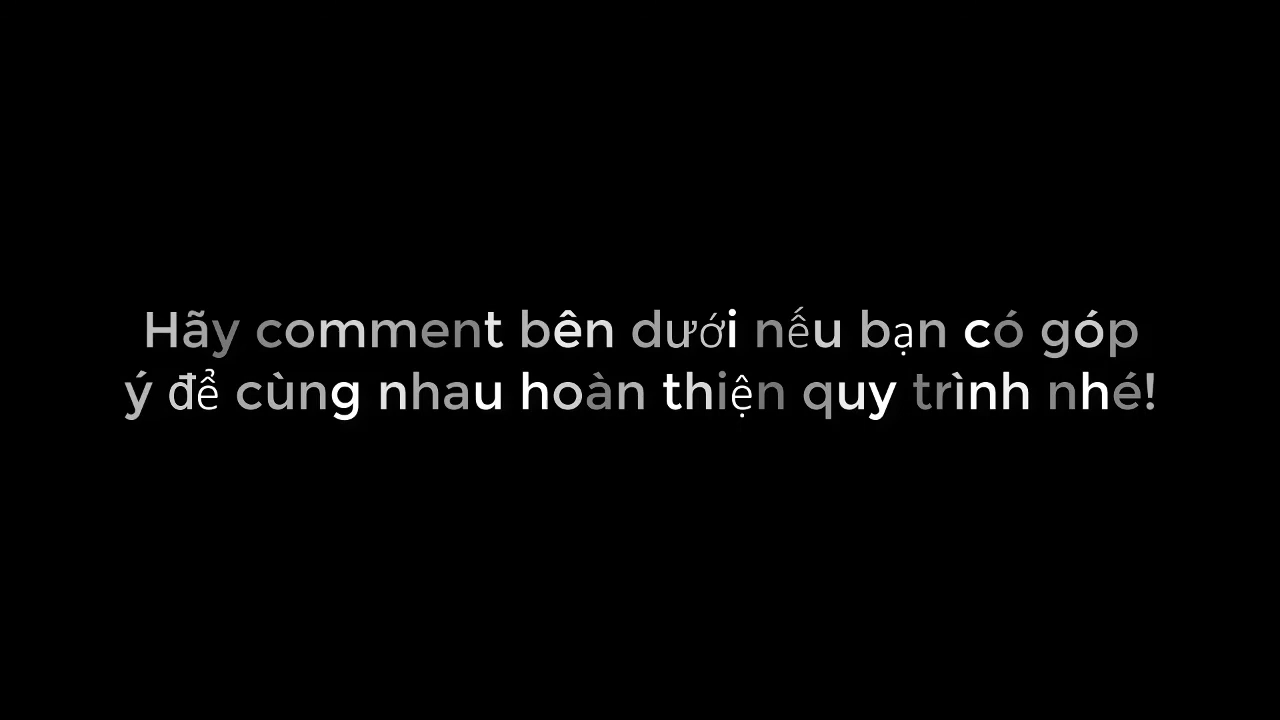 Hãy comment bên dưới nếu bạn có góp
ý để cùng nhau hoàn thiện quy trình nhé!